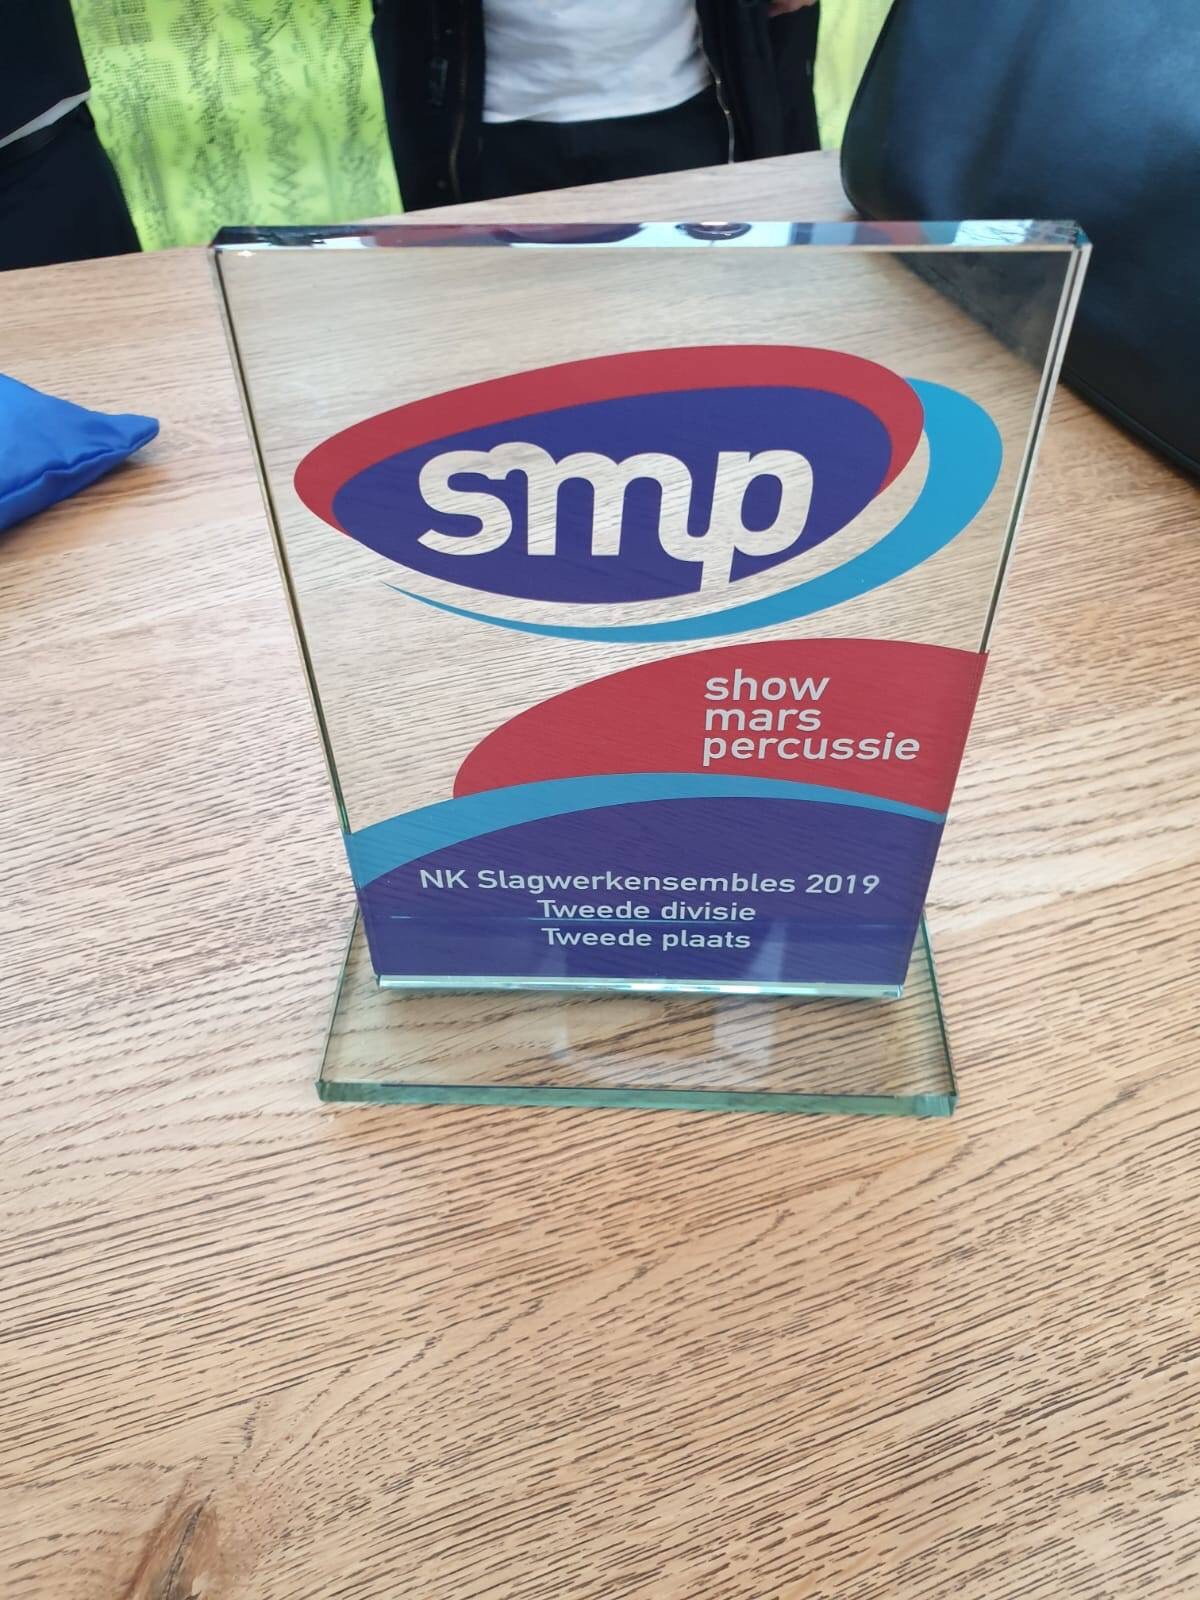 smp
show
mars
percussie
NK Slagwerkensembles 2019
Tweede divisie
Tweede plaats